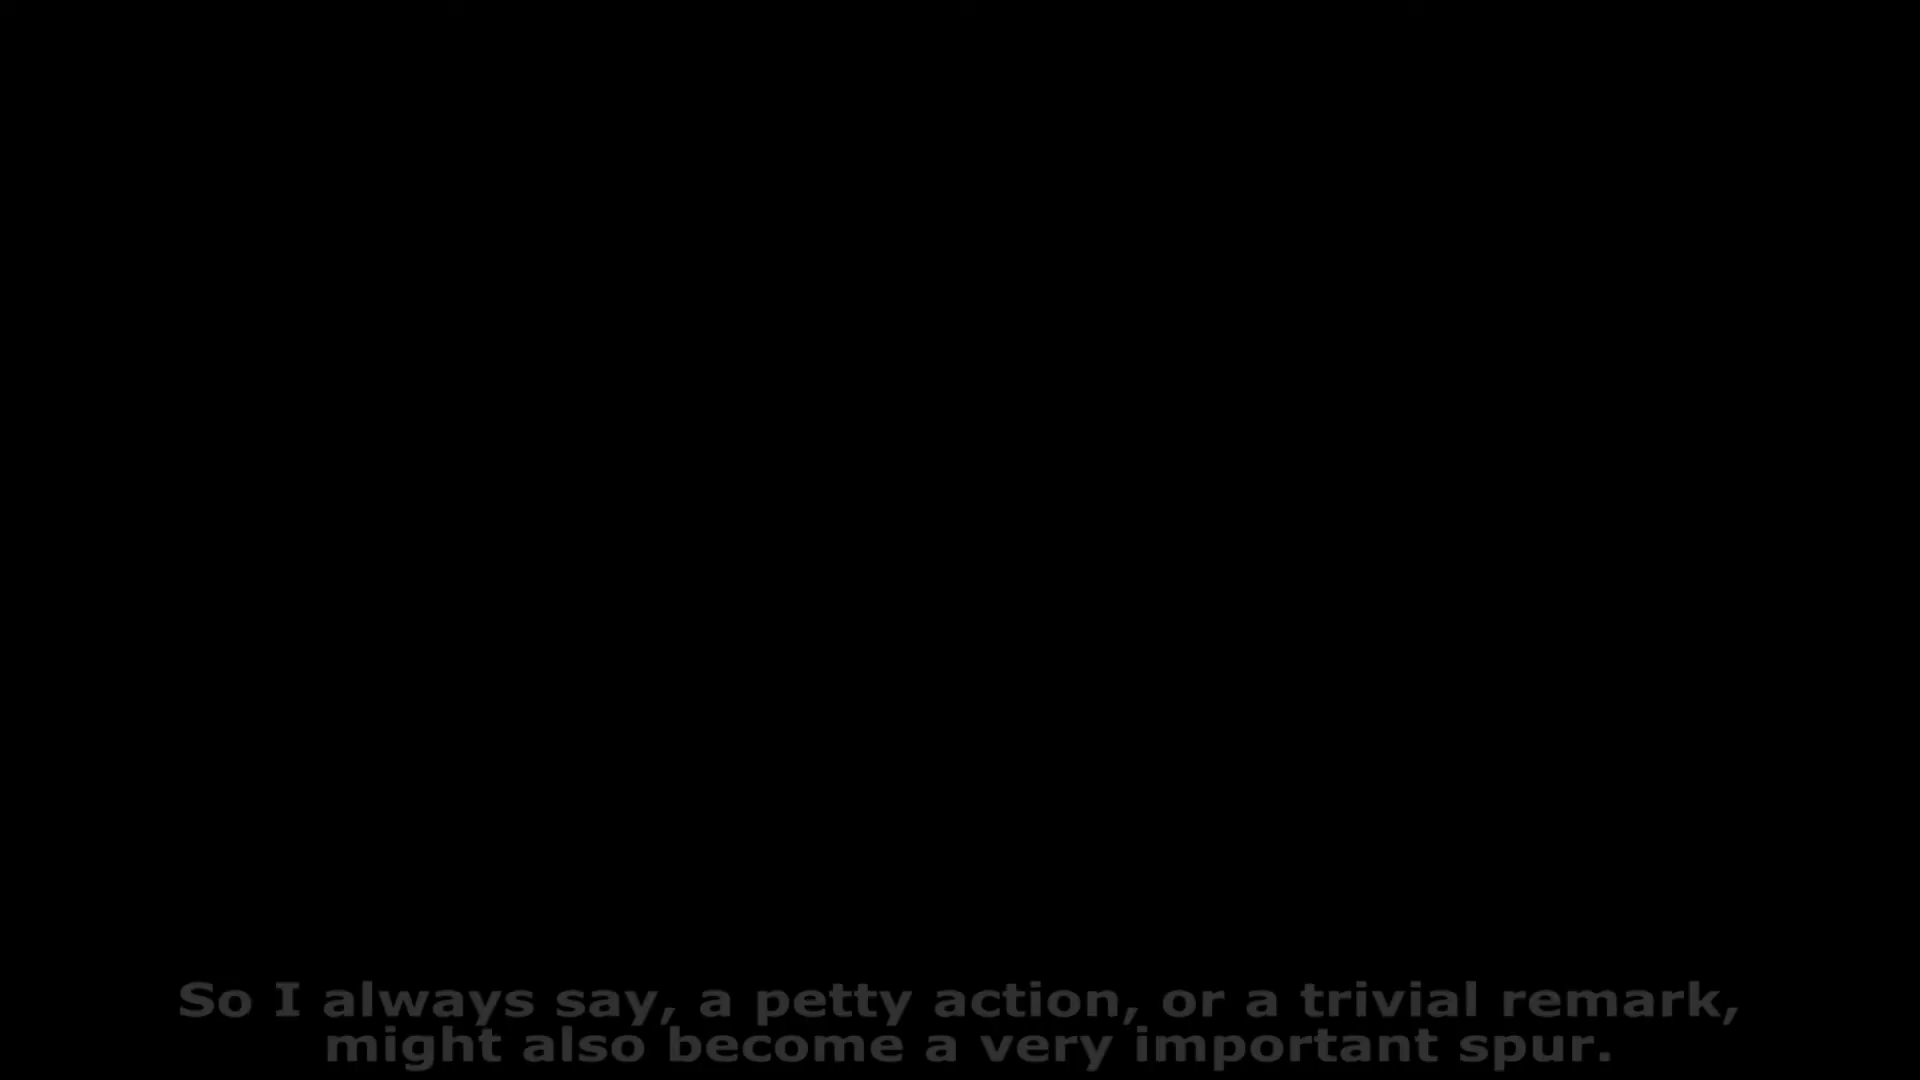 So I always say, a petty action, or a trivial remark,
might also become a very important spur.